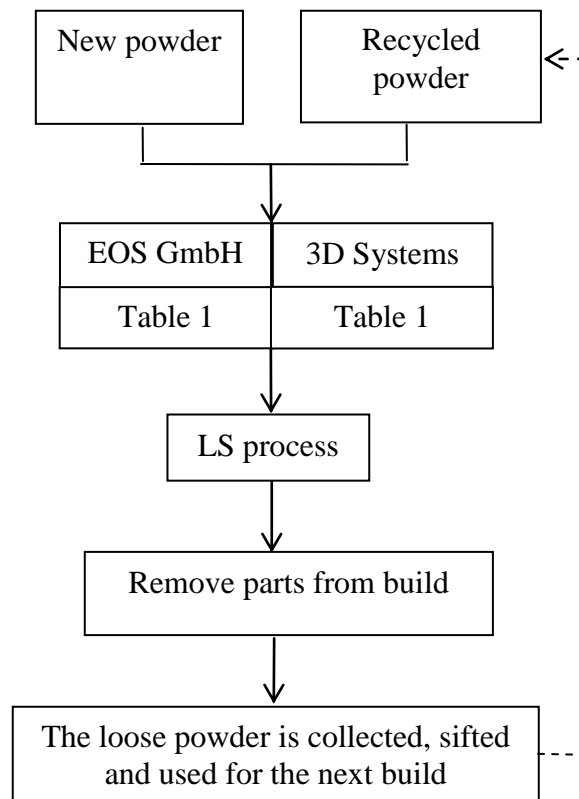 New powder
Recycled
powder
EOS GmbH
3D Systems
Table 1
Table 1
LS process
Remove parts from build
The loose powder is collected, sifted
and used for the next build